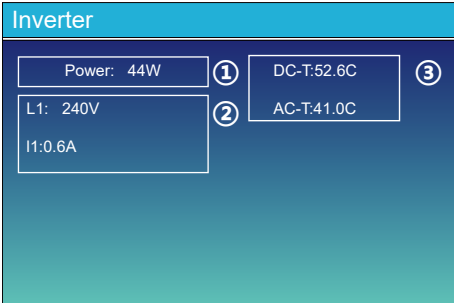 Inverter
Power: 44W
①
L1: 240V
I1:0.6A
②
DC-T:52.6C
AC-T:41.0C
③